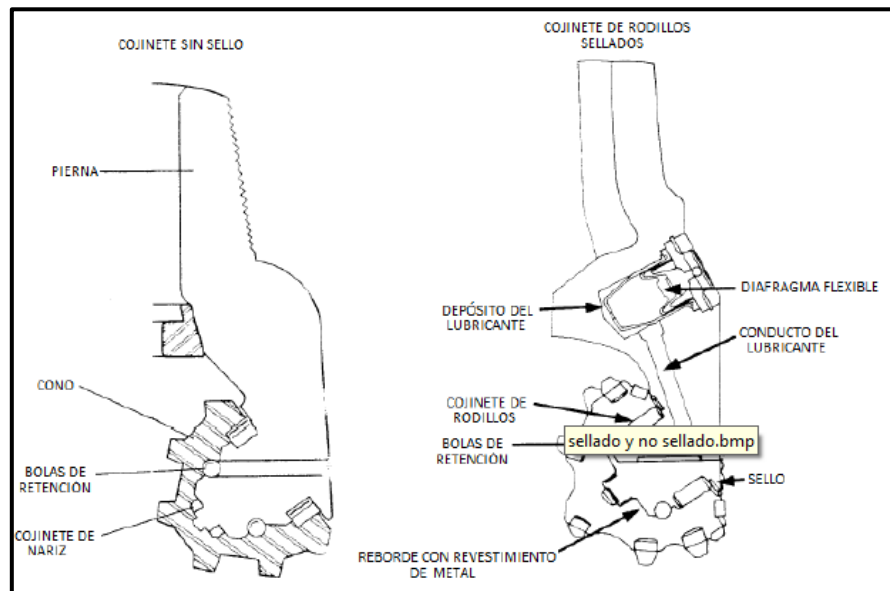 COJINETE SIN SELLO
PIERNA
CONO
BOLAS DE
RETENCIÓN
COJINETE DE
NARIZ
COJINETE DE RODILLOS
SELLADOS
DIAFRAGMA FLEXIBLE
DEPÓSITO DEL
LUBRICANTE
CONDUCTO DEL
LUBRICANTE
COJINETE DE
RODILLOS
BOLAS DE
RETENCIÓN
sellado y no sellado.bmp
SELLO
REBORDE CON REVESTIMIENTO
DE METAL